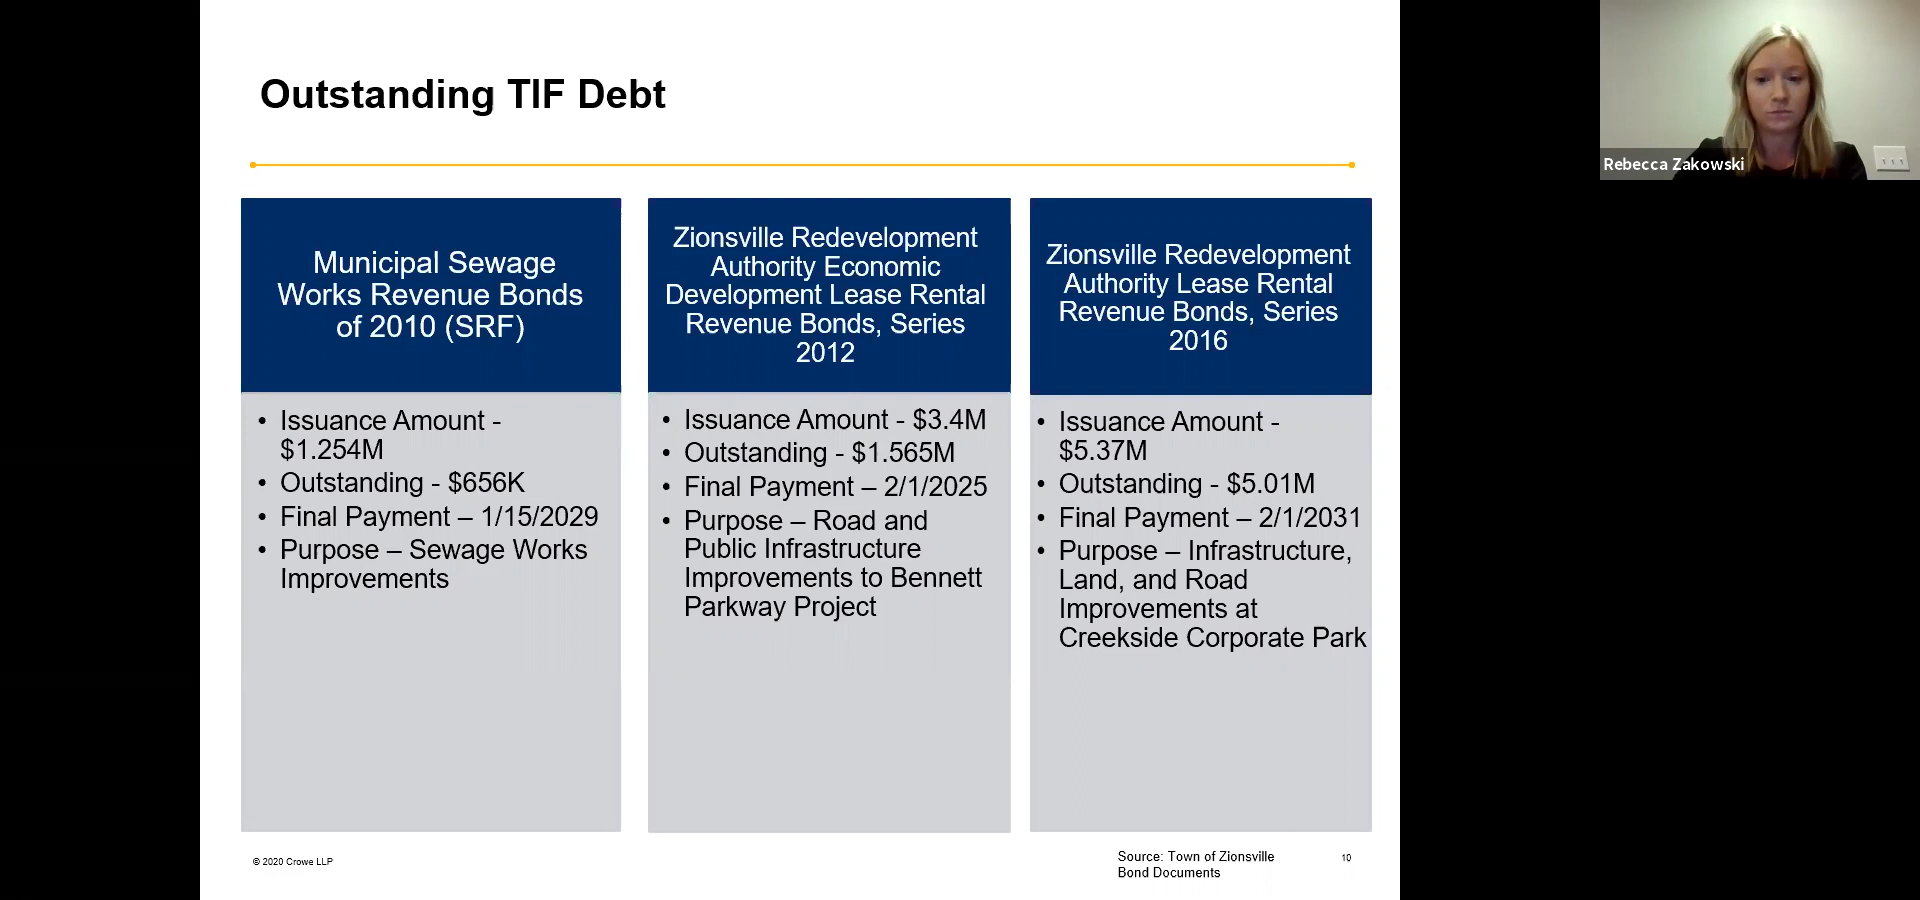 Outstanding TIF Debt
Rebecca Zakowski
Municipal Sewage
Works Revenue Bonds
of 2010 (SRF)
• Issuance Amount -
$1.254M
• Outstanding - $656K
• Final Payment – 1/15/2029
• Purpose – Sewage Works
Improvements
Zionsville Redevelopment
Authority Economic
Development Lease Rental
Revenue Bonds, Series
2012
• Issuance Amount - $3.4M
• Outstanding - $1.565M
• Final Payment – 2/1/2025
• Purpose – Road and
Public Infrastructure
Improvements to Bennett
Parkway Project
Zionsville Redevelopment
Authority Lease Rental
Revenue Bonds, Series
2016
• Issuance Amount -
$5.37M
• Outstanding - $5.01M
• Final Payment – 2/1/2031
• Purpose – Infrastructure,
Land, and Road
Improvements at
Creekside Corporate Park
© 2020 Crowe LLP
Source: Town of Zionsville
Bond Documents
10